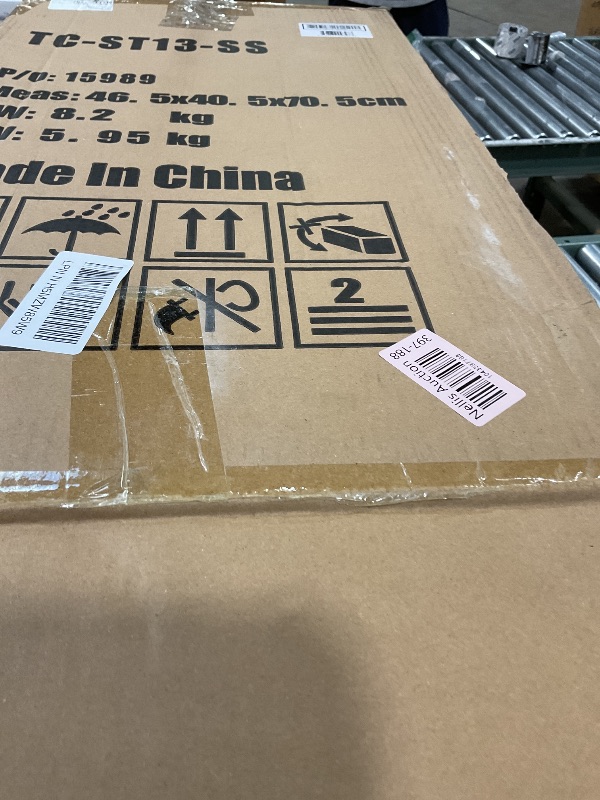 TC-ST13-SS
P/O: 15989
Meas: 46. 5x40. 5x70. 5cm
W: 8.2 kg
W: 5. 95 kg
ade In China
2
397-188
Nellis Auction